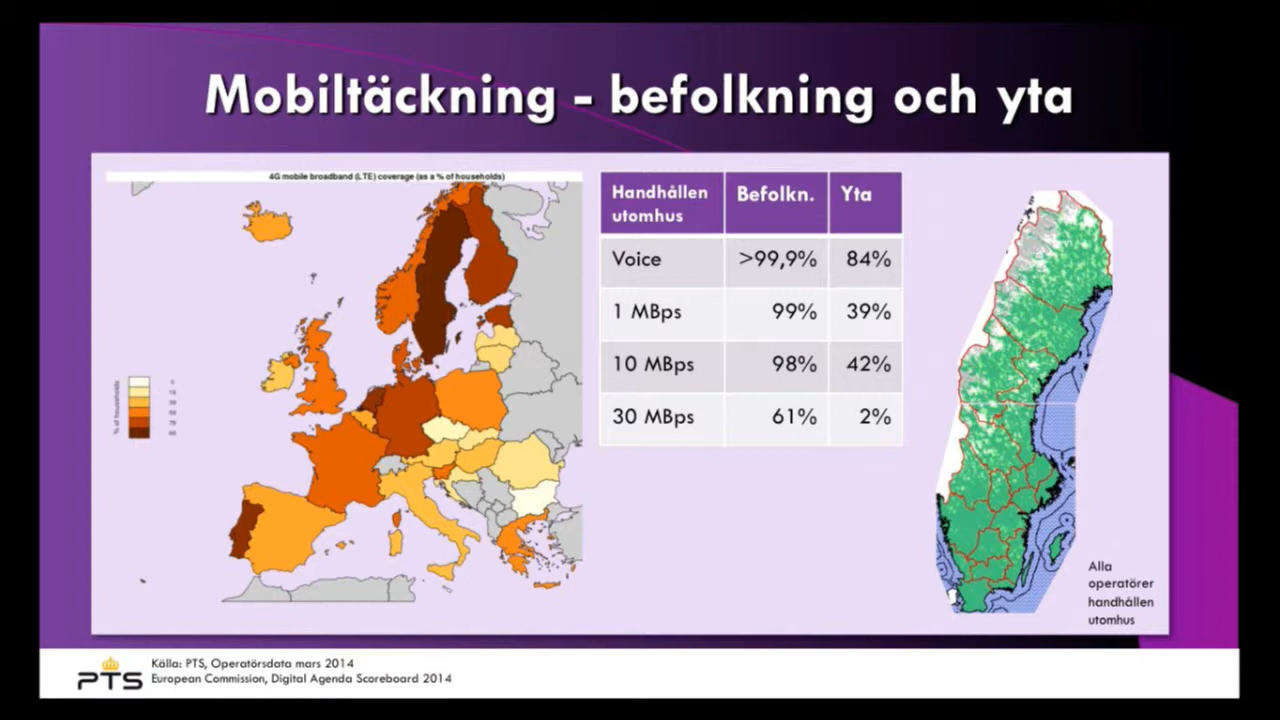 Mobiltäckning - befolkning och yta
4G mobile broadband (LTE) coverage (as a % of households)
% of households
Handhållen utomhus Befolkn. Yta
Voice >99,9% 84%
1 MBps 99% 39%
10 MBps 98% 42%
30 MBps 61% 2%
Alla
operatörer
handhållen
utomhus
PTS
Källa: PTS, Operatörsdata mars 2014
European Commission, Digital Agenda Scoreboard 2014